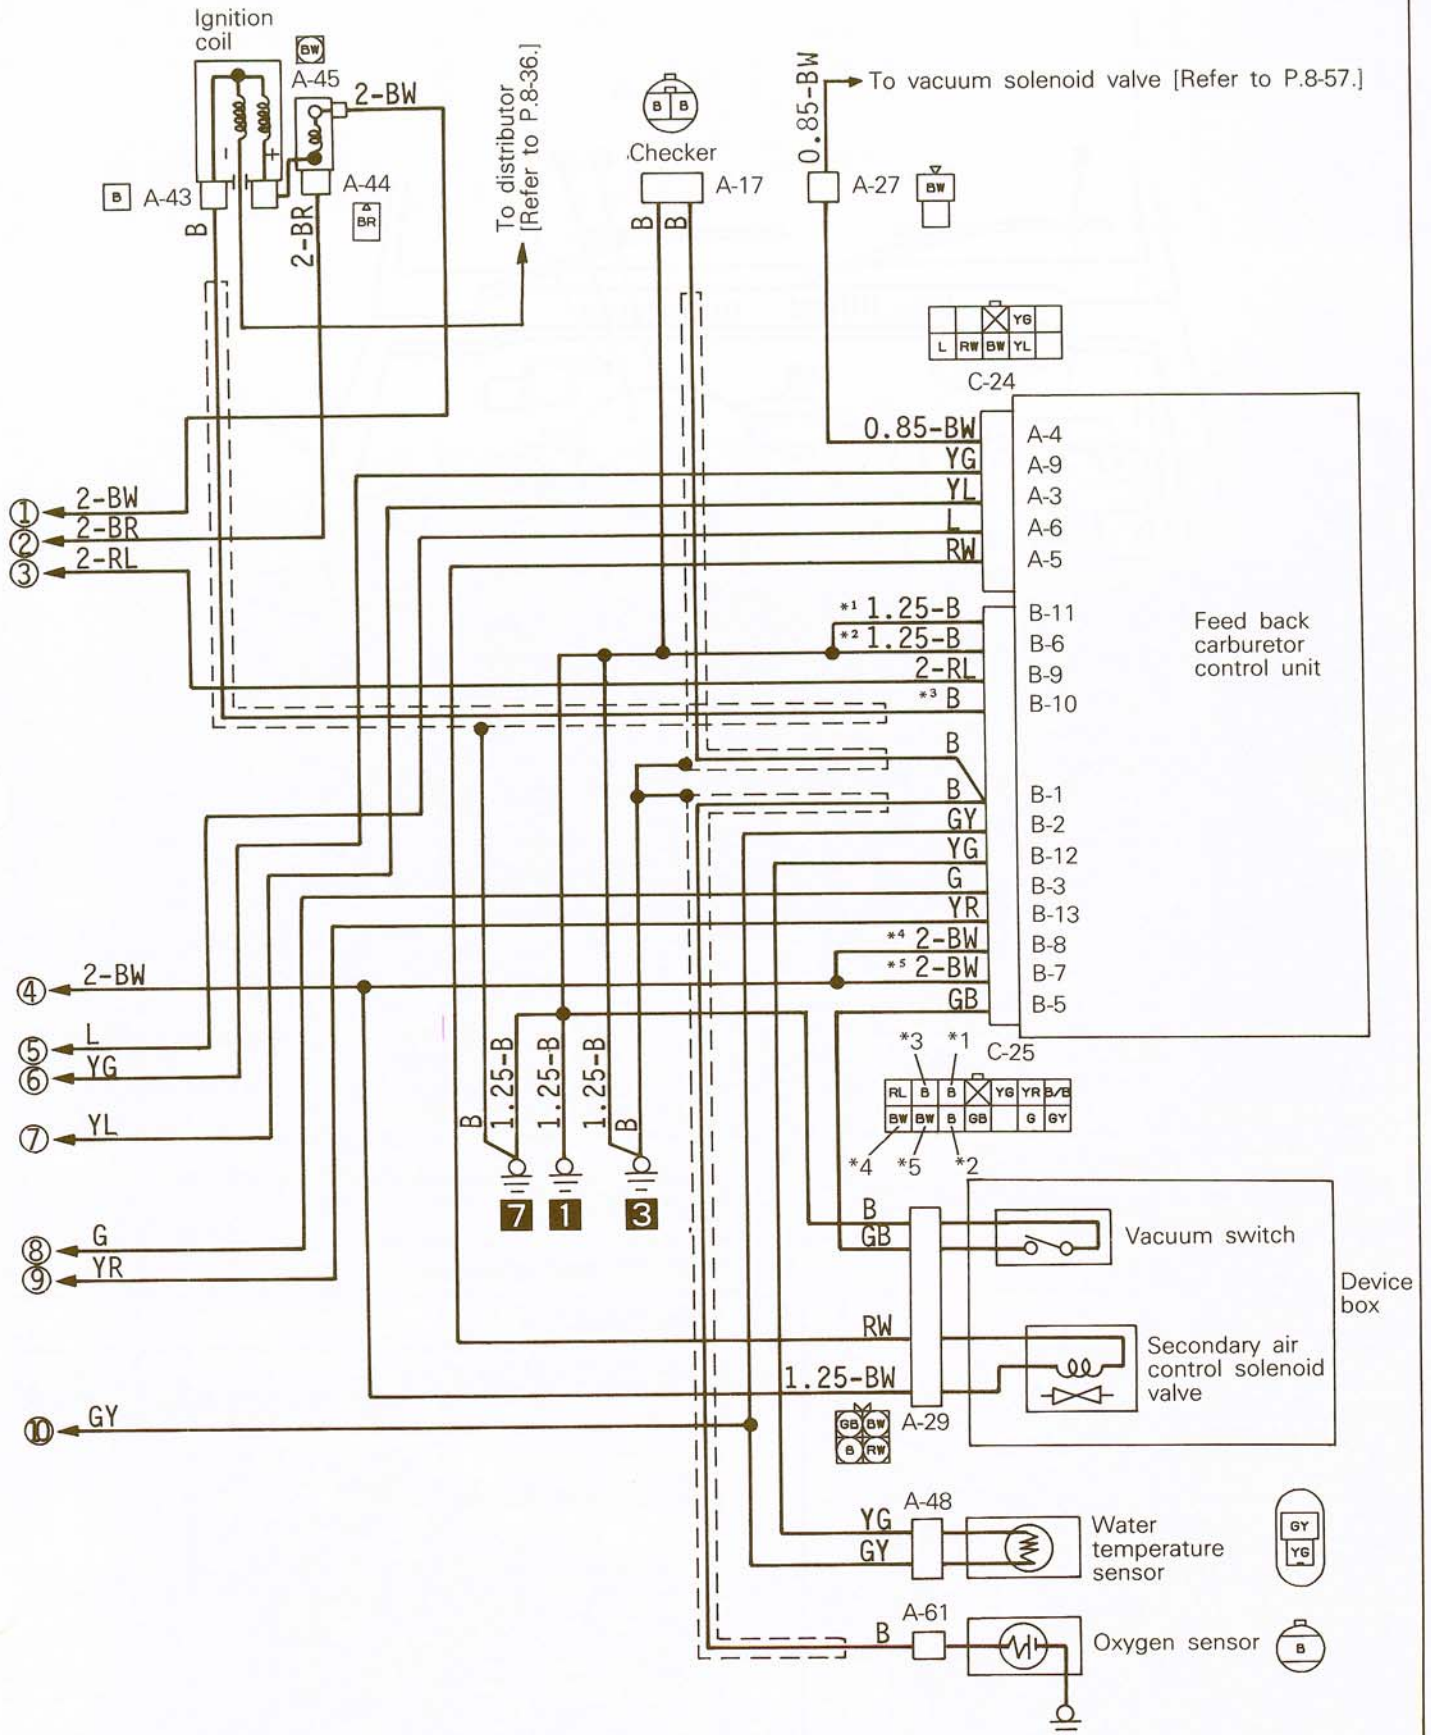 Ignition
coil
BW
A-45
2-BW
To distributor
[Refer to P.8-36.]
B B
Checker
A-17
0.85-BW
To vacuum solenoid valve [Refer to P.8-57.]
A-27
BW
- +
B
A-43
A-44
BR
B
2-BR
B
B
YG
L RW BW YL
C-24
0.85-BW
A-4
YG
A-9
YL
A-3
L
A-6
RW
A-5
① 2-BW
② 2-BR
③ 2-RL
*1 1.25-B
B-11
*2 1.25-B
B-6
2-RL
B-9
*3 B
B-10
Feed back
carburetor
control unit
B
B
B-1
GY
B-2
YG
B-12
G
B-3
YR
B-13
*4 2-BW
B-8
*5 2-BW
B-7
GB
B-5
④ 2-BW
⑤ L
⑥ YG
⑦ YL
⑧ G
⑨ YR
⑩ GY
B
1.25-B
1.25-B
1.25-B
B
7 1 3
*3 *1
C-25
RL B B YG YR B/B
BW BW B GB G GY
*4 *5 *2
B
GB
Vacuum switch
Device
box
RW
1.25-BW
Secondary air
control solenoid
valve
A-29
GB BW
B RW
A-48
YG
GY
Water
temperature
sensor
GY
YG
A-61
B
Oxygen sensor
B